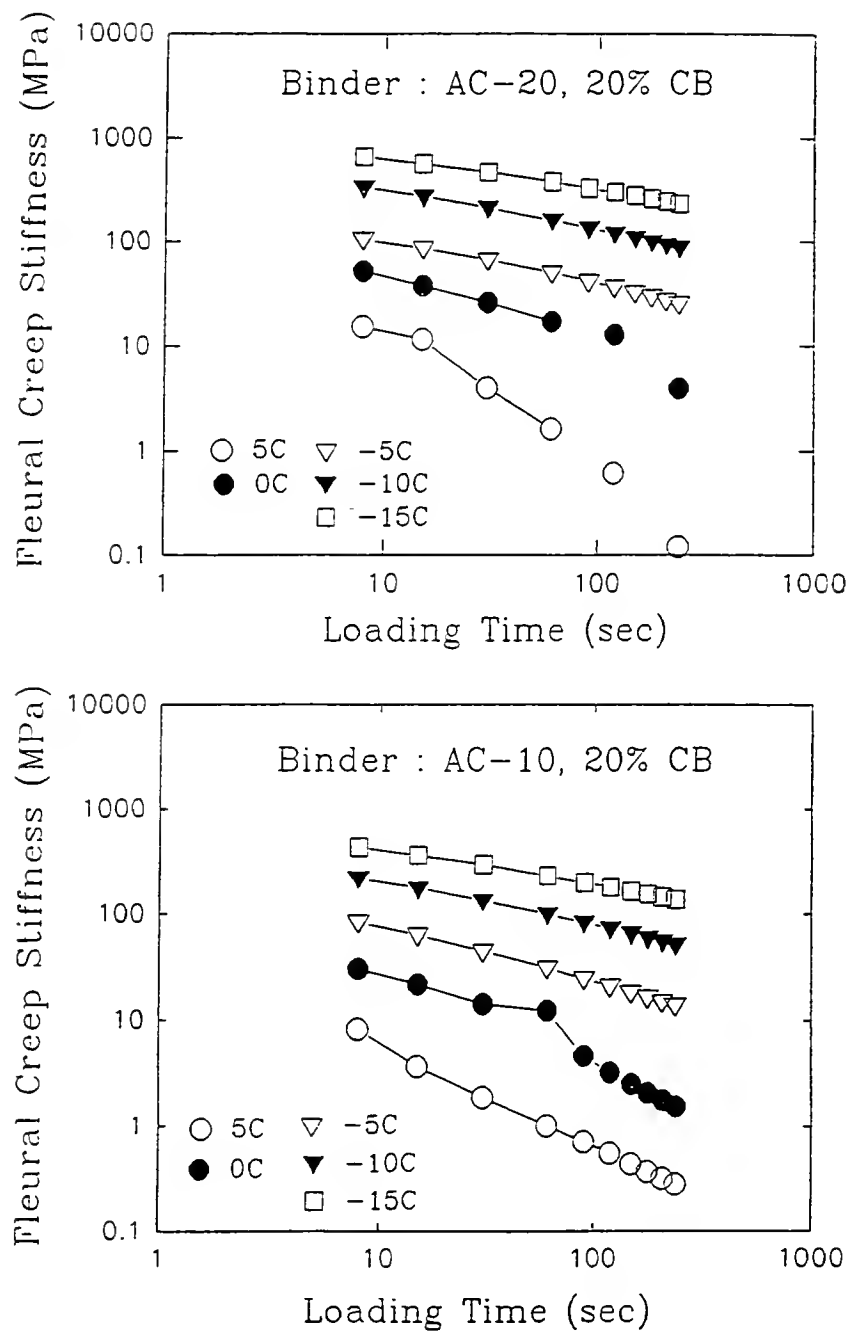 Fleural Creep Stiffness (MPa)
10000
1000
100
10
1
0.1
Binder : AC-20, 20% CB
5C
-5C
0C
-10C
-15C
1
10
100
1000
Loading Time (sec)
Fleural Creep Stiffness (MPa)
10000
1000
100
10
1
0.1
Binder : AC-10, 20% CB
5C
-5C
0C
-10C
-15C
1
10
100
1000
Loading Time (sec)